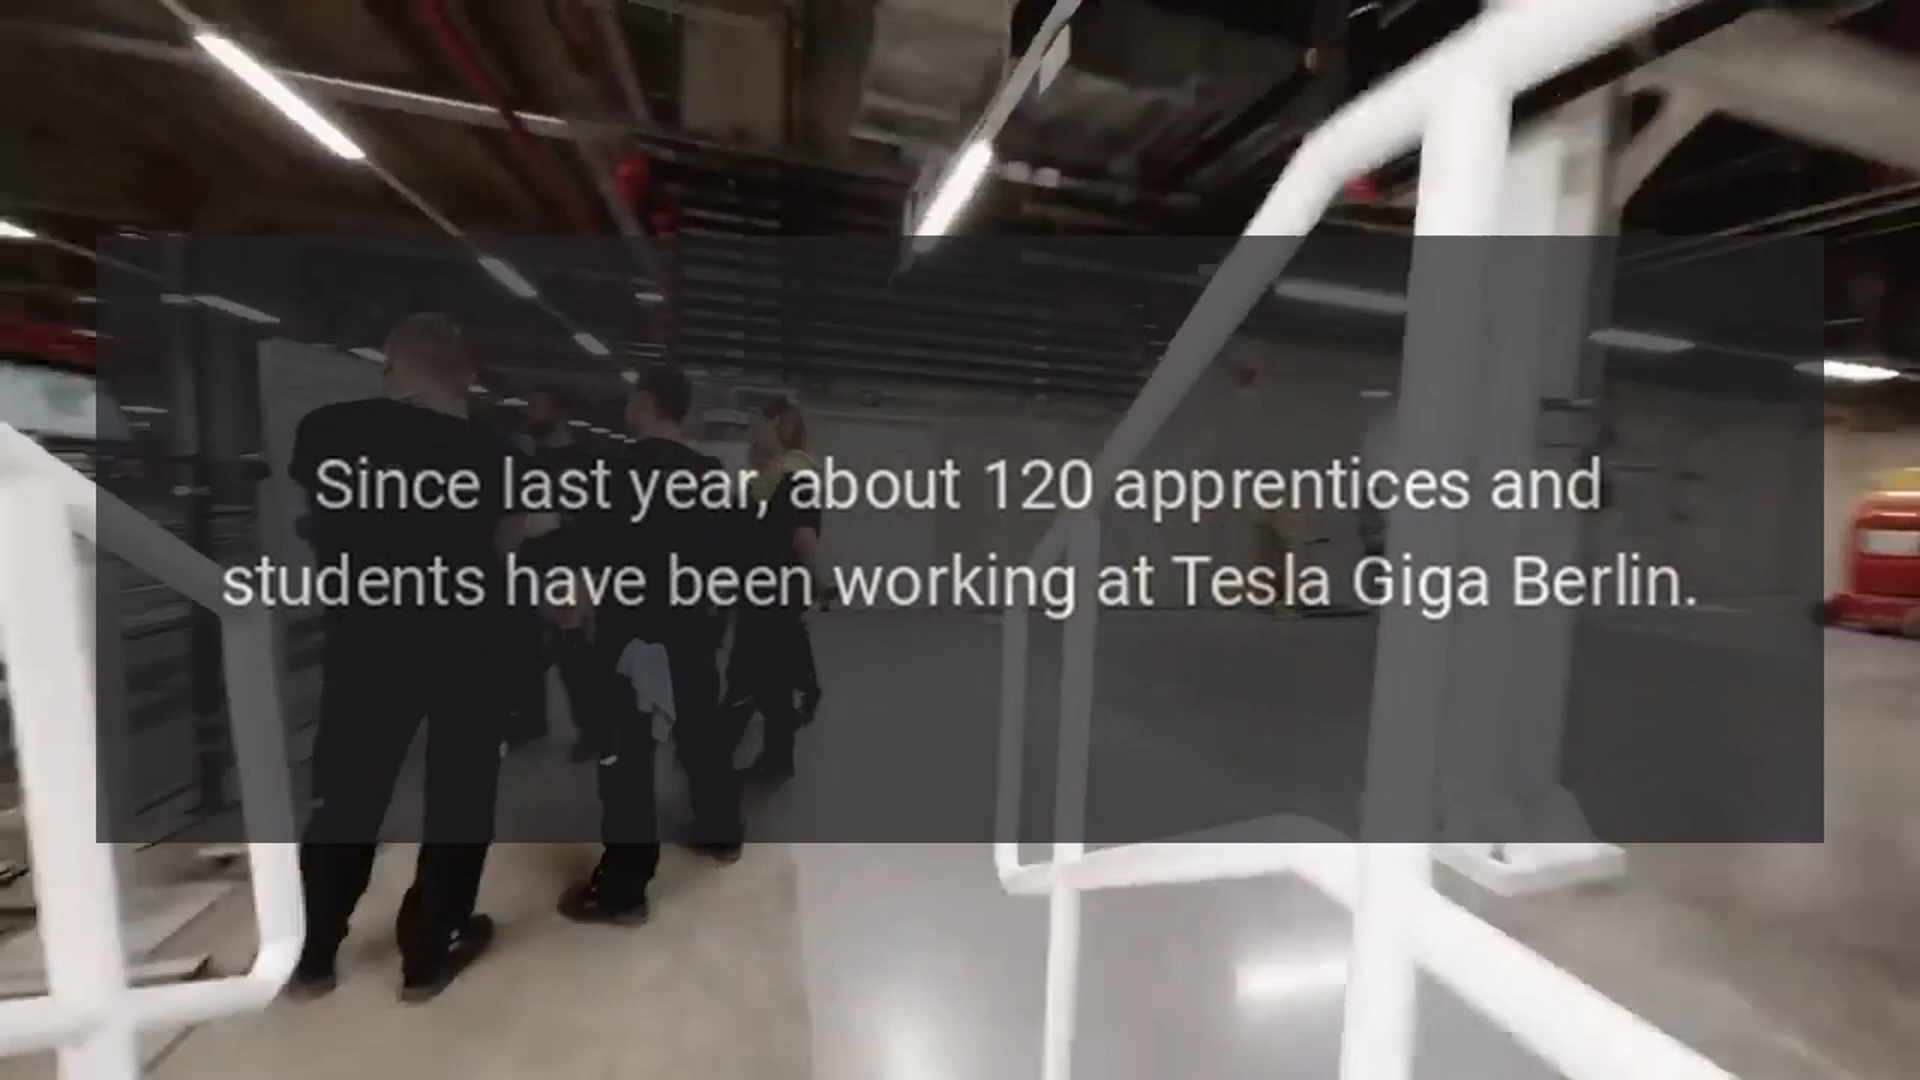 Since last year, about 120 apprentices and
students have been working at Tesla Giga Berlin.